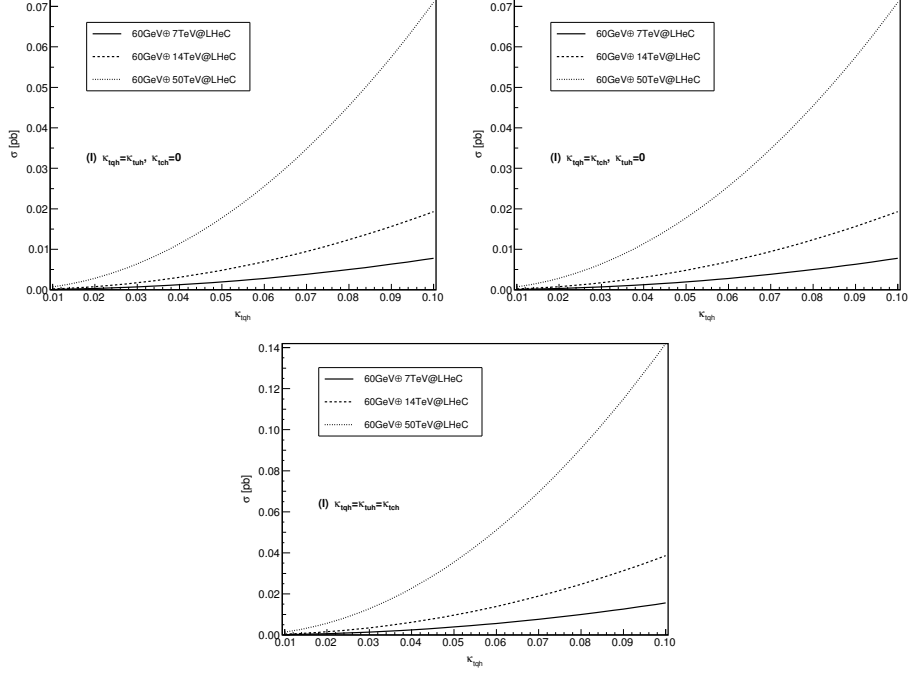 0.07
0.06
0.05
0.04
0.03
0.02
0.01
0.00
σ [pb]
60GeV⊕ 7TeV@LHeC
60GeV⊕ 14TeV@LHeC
60GeV⊕ 50TeV@LHeC
(I) κtqh=κtuh, κtch=0
0.01 0.02 0.03 0.04 0.05 0.06 0.07 0.08 0.09 0.10
κtqh
0.07
0.06
0.05
0.04
0.03
0.02
0.01
0.00
σ [pb]
60GeV⊕ 7TeV@LHeC
60GeV⊕ 14TeV@LHeC
60GeV⊕ 50TeV@LHeC
(I) κtqh=κtch, κtuh=0
0.01 0.02 0.03 0.04 0.05 0.06 0.07 0.08 0.09 0.10
κtqh
0.14
0.12
0.10
0.08
0.06
0.04
0.02
0.00
σ [pb]
60GeV⊕ 7TeV@LHeC
60GeV⊕ 14TeV@LHeC
60GeV⊕ 50TeV@LHeC
(I) κtqh=κtuh=κtch
0.01 0.02 0.03 0.04 0.05 0.06 0.07 0.08 0.09 0.10
κtqh